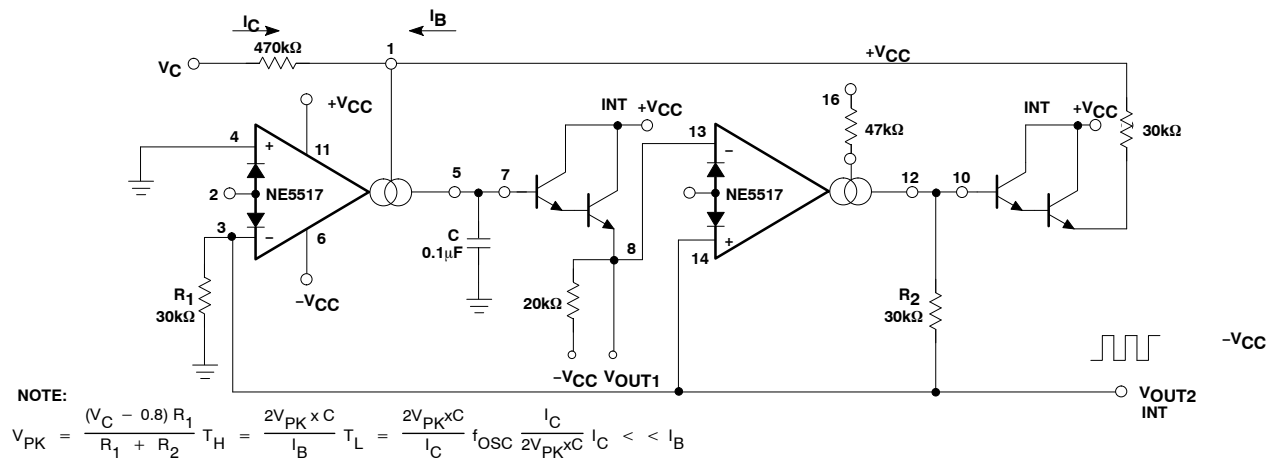 IC
IB
470kΩ
1
VC
+VCC
+VCC
4
+
11
NE5517
2
3
−
6
−VCC
R1
30kΩ
5
7
C
0.1μF
INT
+VCC
8
20kΩ
−VCC
VOUT1
13
−
NE5517
+
14
16
47kΩ
12
10
R2
30kΩ
INT
+VCC
30kΩ
−VCC
VOUT2
INT
NOTE:
VPK = (VC − 0.8) R1 / R1 + R2 TH = 2VPK x C / IB TL = 2VPKxC / IC fOSC IC / 2VPKxC IC < < IB